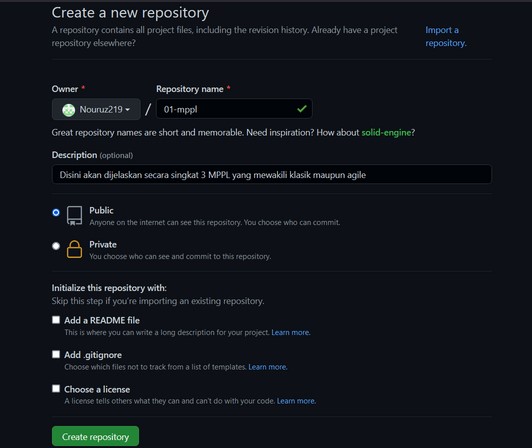 Create a new repository
A repository contains all project files, including the revision history. Already have a project
repository elsewhere?
Import a
repository.
Owner *
Repository name *
Nouruz219
/
01-mppl
Great repository names are short and memorable. Need inspiration? How about solid-engine?
Description (optional)
Disini akan dijelaskan secara singkat 3 MPPL yang mewakili klasik maupun agile
Public
Anyone on the internet can see this repository. You choose who can commit.
Private
You choose who can see and commit to this repository.
Initialize this repository with:
Skip this step if you're importing an existing repository.
Add a README file
This is where you can write a long description for your project. Learn more.
Add .gitignore
Choose which files not to track from a list of templates. Learn more.
Choose a license
A license tells others what they can and can't do with your code. Learn more.
Create repository